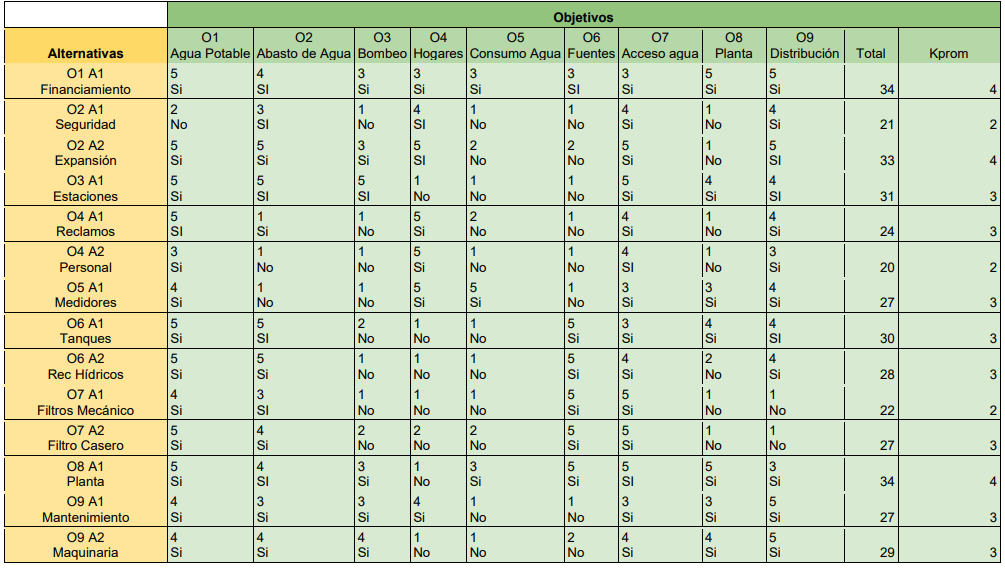 Objetivos
Alternativas O1 Agua Potable O2 Abasto de Agua O3 Bombeo O4 Hogares O5 Consumo Agua O6 Fuentes O7 Acceso agua O8 Planta O9 Distribución Total Kprom
O1 A1 5 4 3 3 3 3 3 5 5
Financiamiento Si SI Si Si Si SI Si Si Si 34 4
O2 A1 2 3 1 4 1 1 4 1 4
Seguridad No SI No SI No No Si No Si 21 2
O2 A2 5 5 3 5 2 2 5 1 5
Expansión Si Si Si SI No No Si No SI 33 4
O3 A1 5 5 5 1 1 1 5 4 4
Estaciones Si SI SI No No No Si Si SI 31 3
O4 A1 5 1 1 5 2 1 4 1 4
Reclamos SI Si No Si No No Si No Si 24 3
O4 A2 3 1 1 5 1 1 4 1 3
Personal Si No No Si No No SI No Si 20 2
O5 A1 4 1 1 5 5 1 3 3 4
Medidores Si No No Si Si No Si Si Si 27 3
O6 A1 5 5 2 1 1 5 3 4 4
Tanques Si SI No No No Si Si Si SI 30 3
O6 A2 5 5 1 1 1 5 4 2 4
Rec Hídricos Si Si No No No Si Si No Si 28 3
O7 A1 4 3 1 1 1 5 5 1 1
Filtros Mecánico Si SI No No No Si Si No No 22 2
O7 A2 5 4 2 2 2 5 5 1 1
Filtro Casero Si Si No No No Si Si No No 27 3
O8 A1 5 4 3 1 3 5 5 5 3
Planta Si SI Si No Si Si SI Si Si 34 4
O9 A1 4 3 3 4 1 1 3 3 5
Mantenimiento Si Si Si Si No No Si Si Si 27 3
O9 A2 4 4 4 1 1 2 4 4 5
Maquinaria Si Si Si No No No Si Si Si 29 3